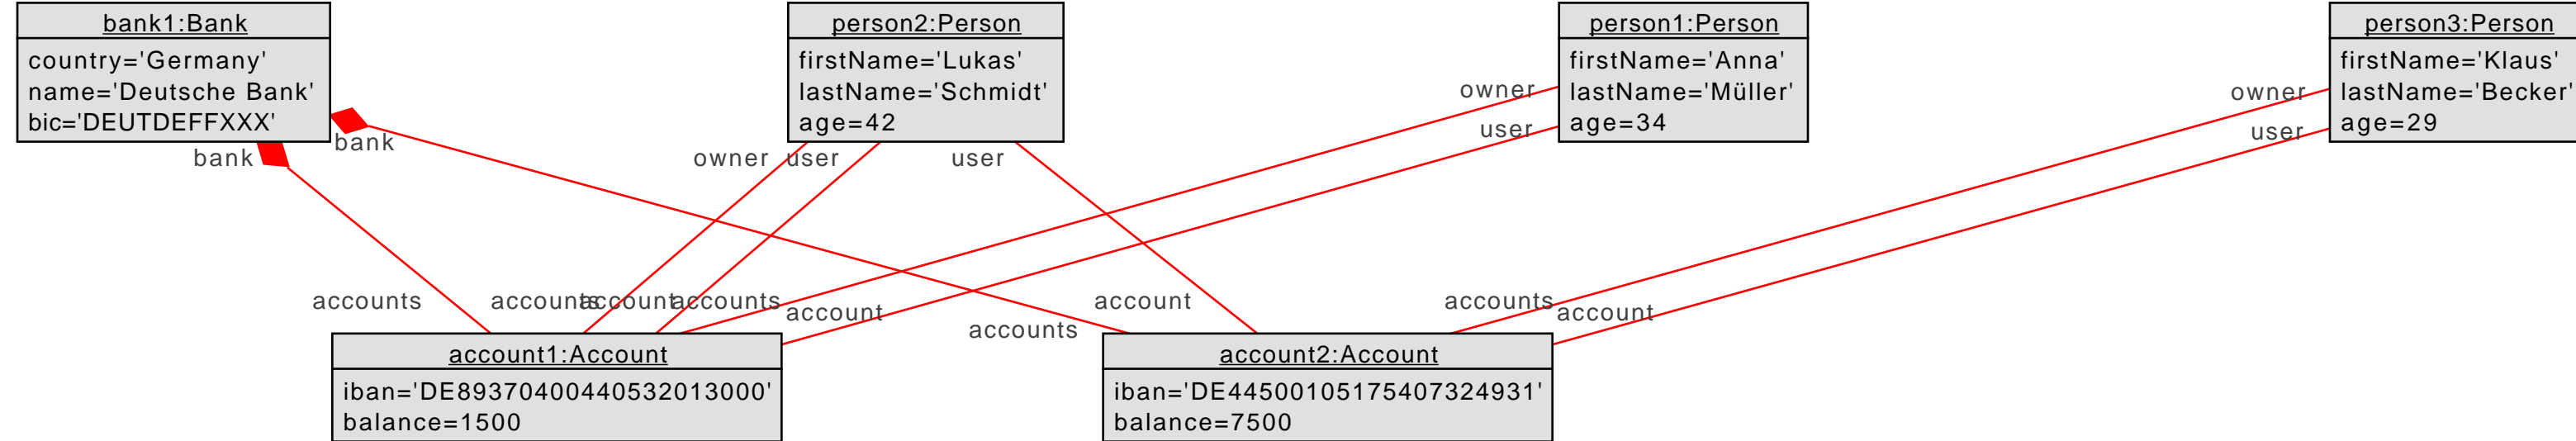 bank1:Bank
country='Germany'
name='Deutsche Bank'
bic='DEUTDEFFXXX'
person2:Person
firstName='Lukas'
lastName='Schmidt'
age=42
person1:Person
firstName='Anna'
lastName='Müller'
age=34
person3:Person
firstName='Klaus'
lastName='Becker'
age=29
owner
user
owner
user
bank
bank
owner
user
user
accounts
accounts
account
accounts
account
accounts
account
accounts
account
account1:Account
iban='DE89370400440532013000'
balance=1500
account2:Account
iban='DE44500105175407324931'
balance=7500